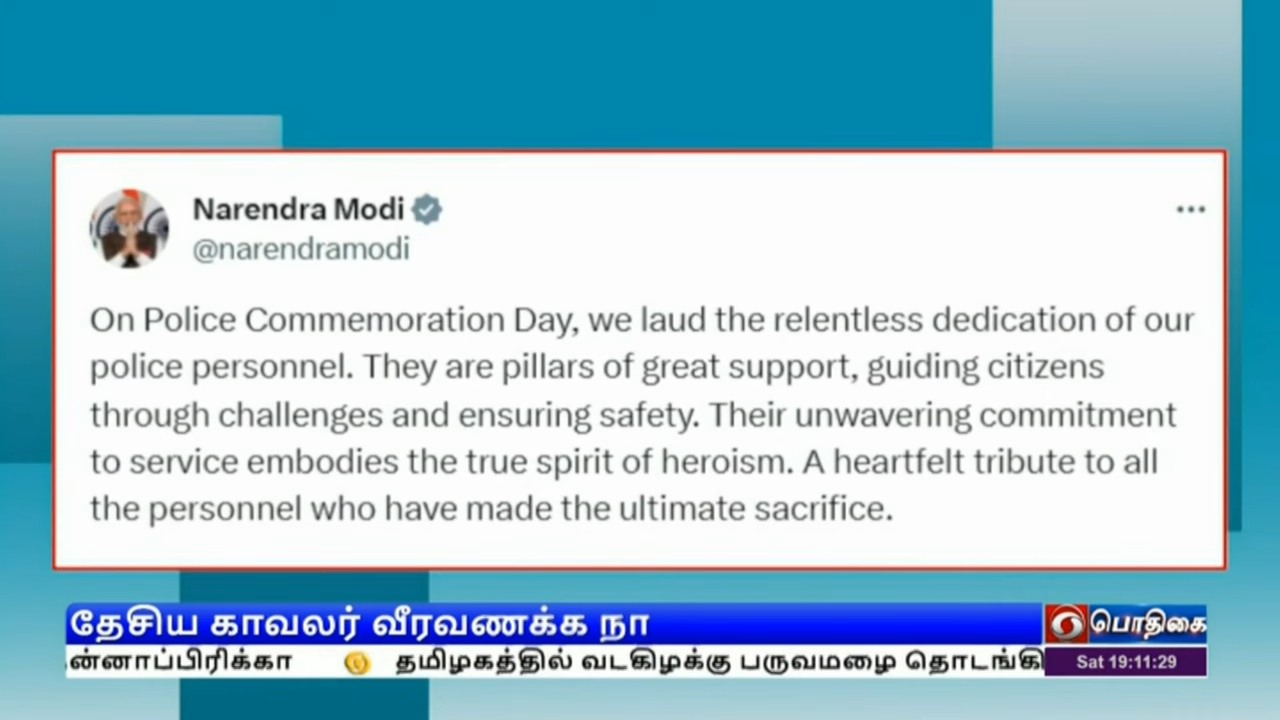 Narendra Modi
@narendramodi
On Police Commemoration Day, we laud the relentless dedication of our
police personnel. They are pillars of great support, guiding citizens
through challenges and ensuring safety. Their unwavering commitment
to service embodies the true spirit of heroism. A heartfelt tribute to all
the personnel who have made the ultimate sacrifice.
தேசிய காவலர் வீரவணக்க நா
பொதிகை
ன்னாப்பிரிக்கா தமிழகத்தில் வடகிழக்கு பருவமழை தொடங்கி
Sat 19:11:29